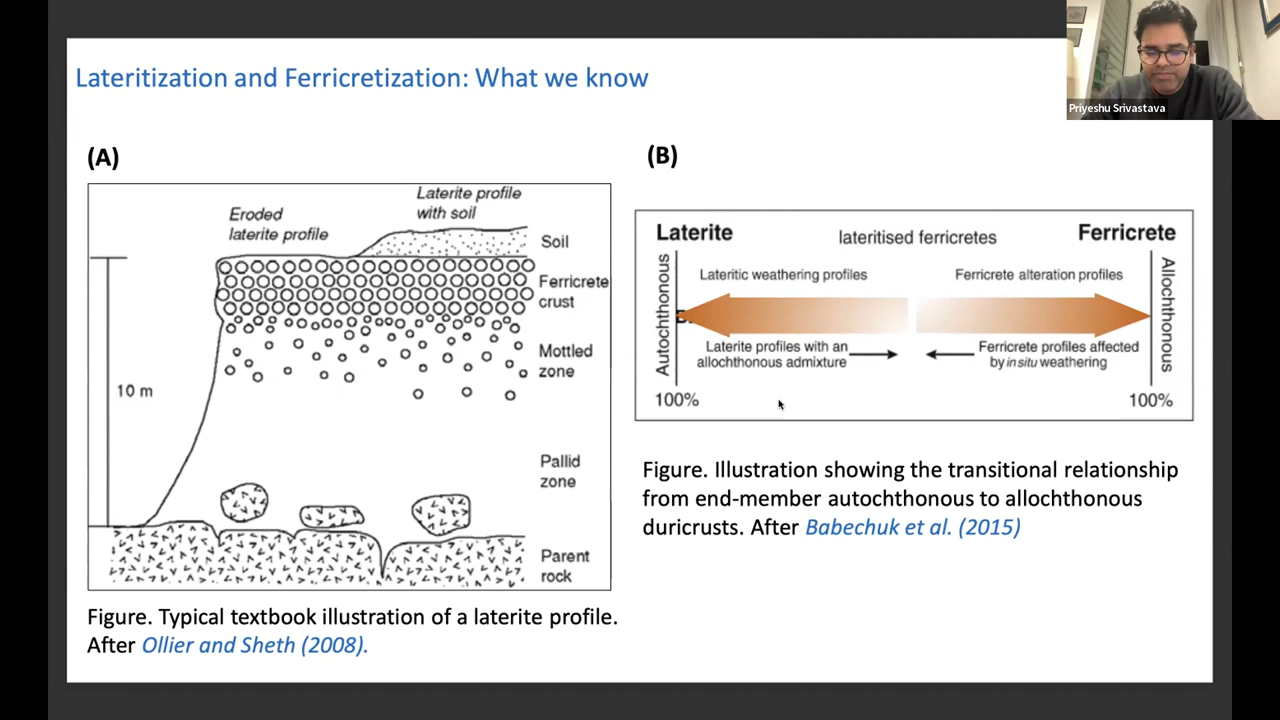 Lateritization and Ferricretization: What we know
Priyeshu Srivastava
(A)
Eroded
laterite profile
Laterite profile
with soil
Soil
Ferricrete
crust
Mottled
zone
10 m
Pallid
zone
Parent
rock
Figure. Typical textbook illustration of a laterite profile.
After Ollier and Sheth (2008).
(B)
Laterite
lateritised ferricretes
Ferricrete
Autochthonous
Lateritic weathering profiles
Ferricrete alteration profiles
Allochthonous
Laterite profiles with an
allochthonous admixture
Ferricrete profiles affected
by in situ weathering
100%
100%
Figure. Illustration showing the transitional relationship
from end-member autochthonous to allochthonous
duricrusts. After Babechuk et al. (2015)